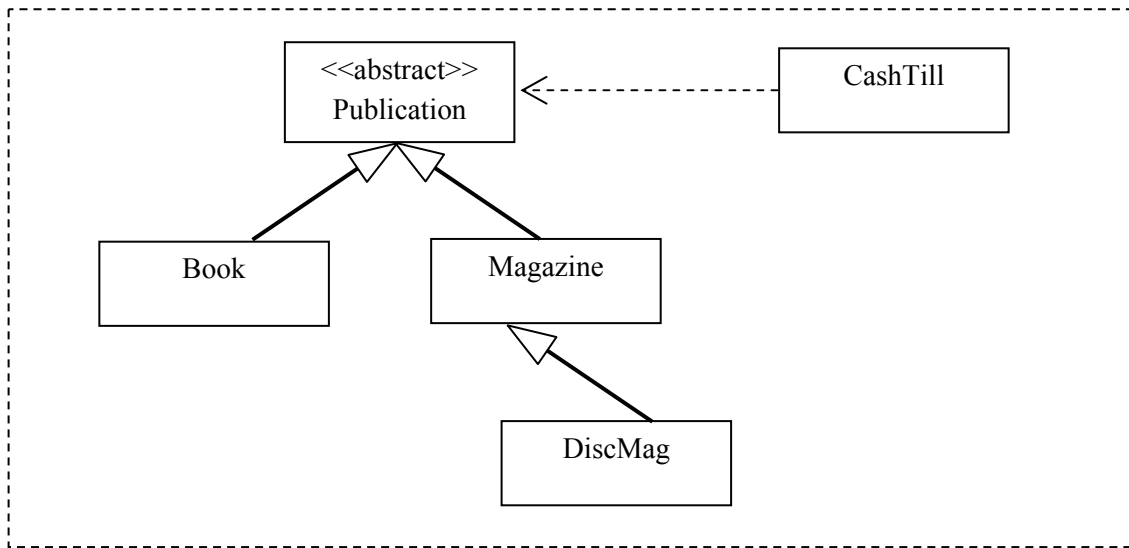 <<abstract>>
Publication
CashTill
Book
Magazine
DiscMag